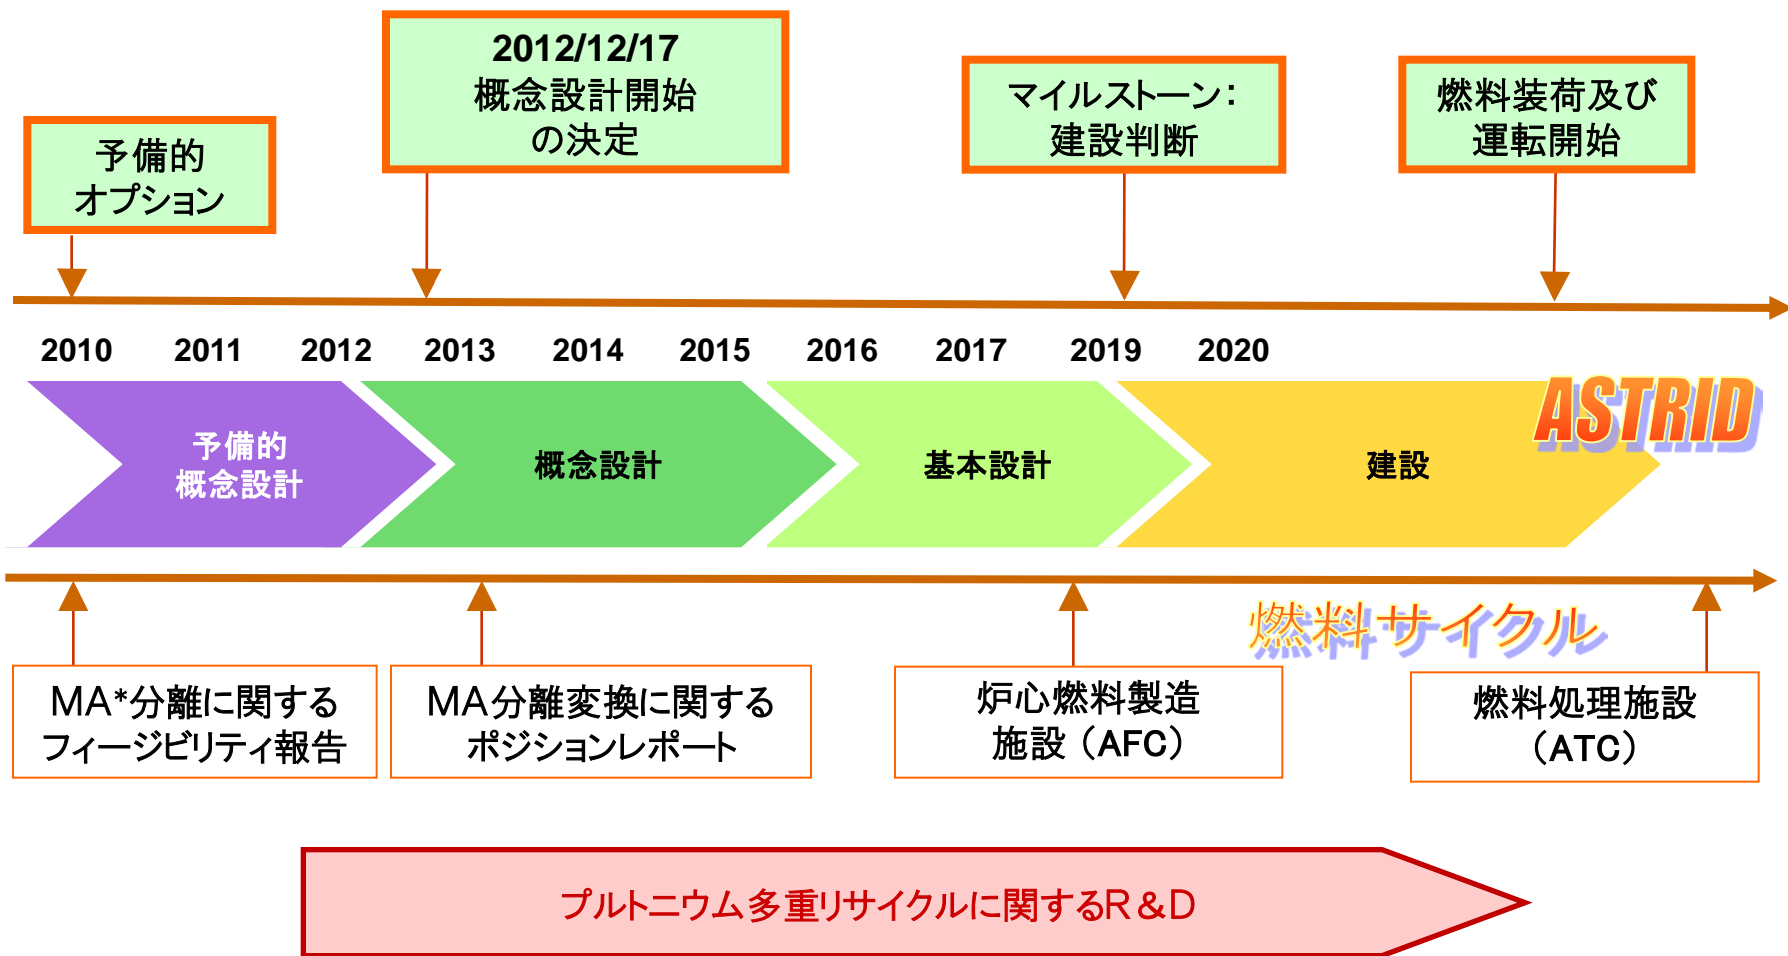 予備的
オプション
2012/12/17
概念設計開始
の決定
マイルストーン：
建設判断
燃料装荷及び
運転開始
2010 2011 2012 2013 2014 2015 2016 2017 2019 2020
予備的
概念設計
概念設計
基本設計
建設
ASTRID
燃料サイクル
MA*分離に関する
フィージビリティ報告
MA分離変換に関する
ポジションレポート
炉心燃料製造
施設（AFC）
燃料処理施設
（ATC）
プルトニウム多重リサイクルに関するR＆D